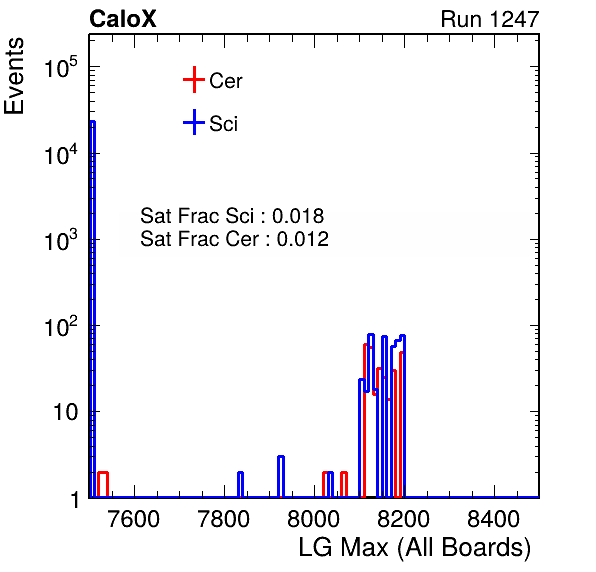 CaloX Run 1247
Events
10^5
10^4
10^3
10^2
10
1
Cer
Sci
Sat Frac Sci : 0.018
Sat Frac Cer : 0.012
7600 7800 8000 8200 8400
LG Max (All Boards)